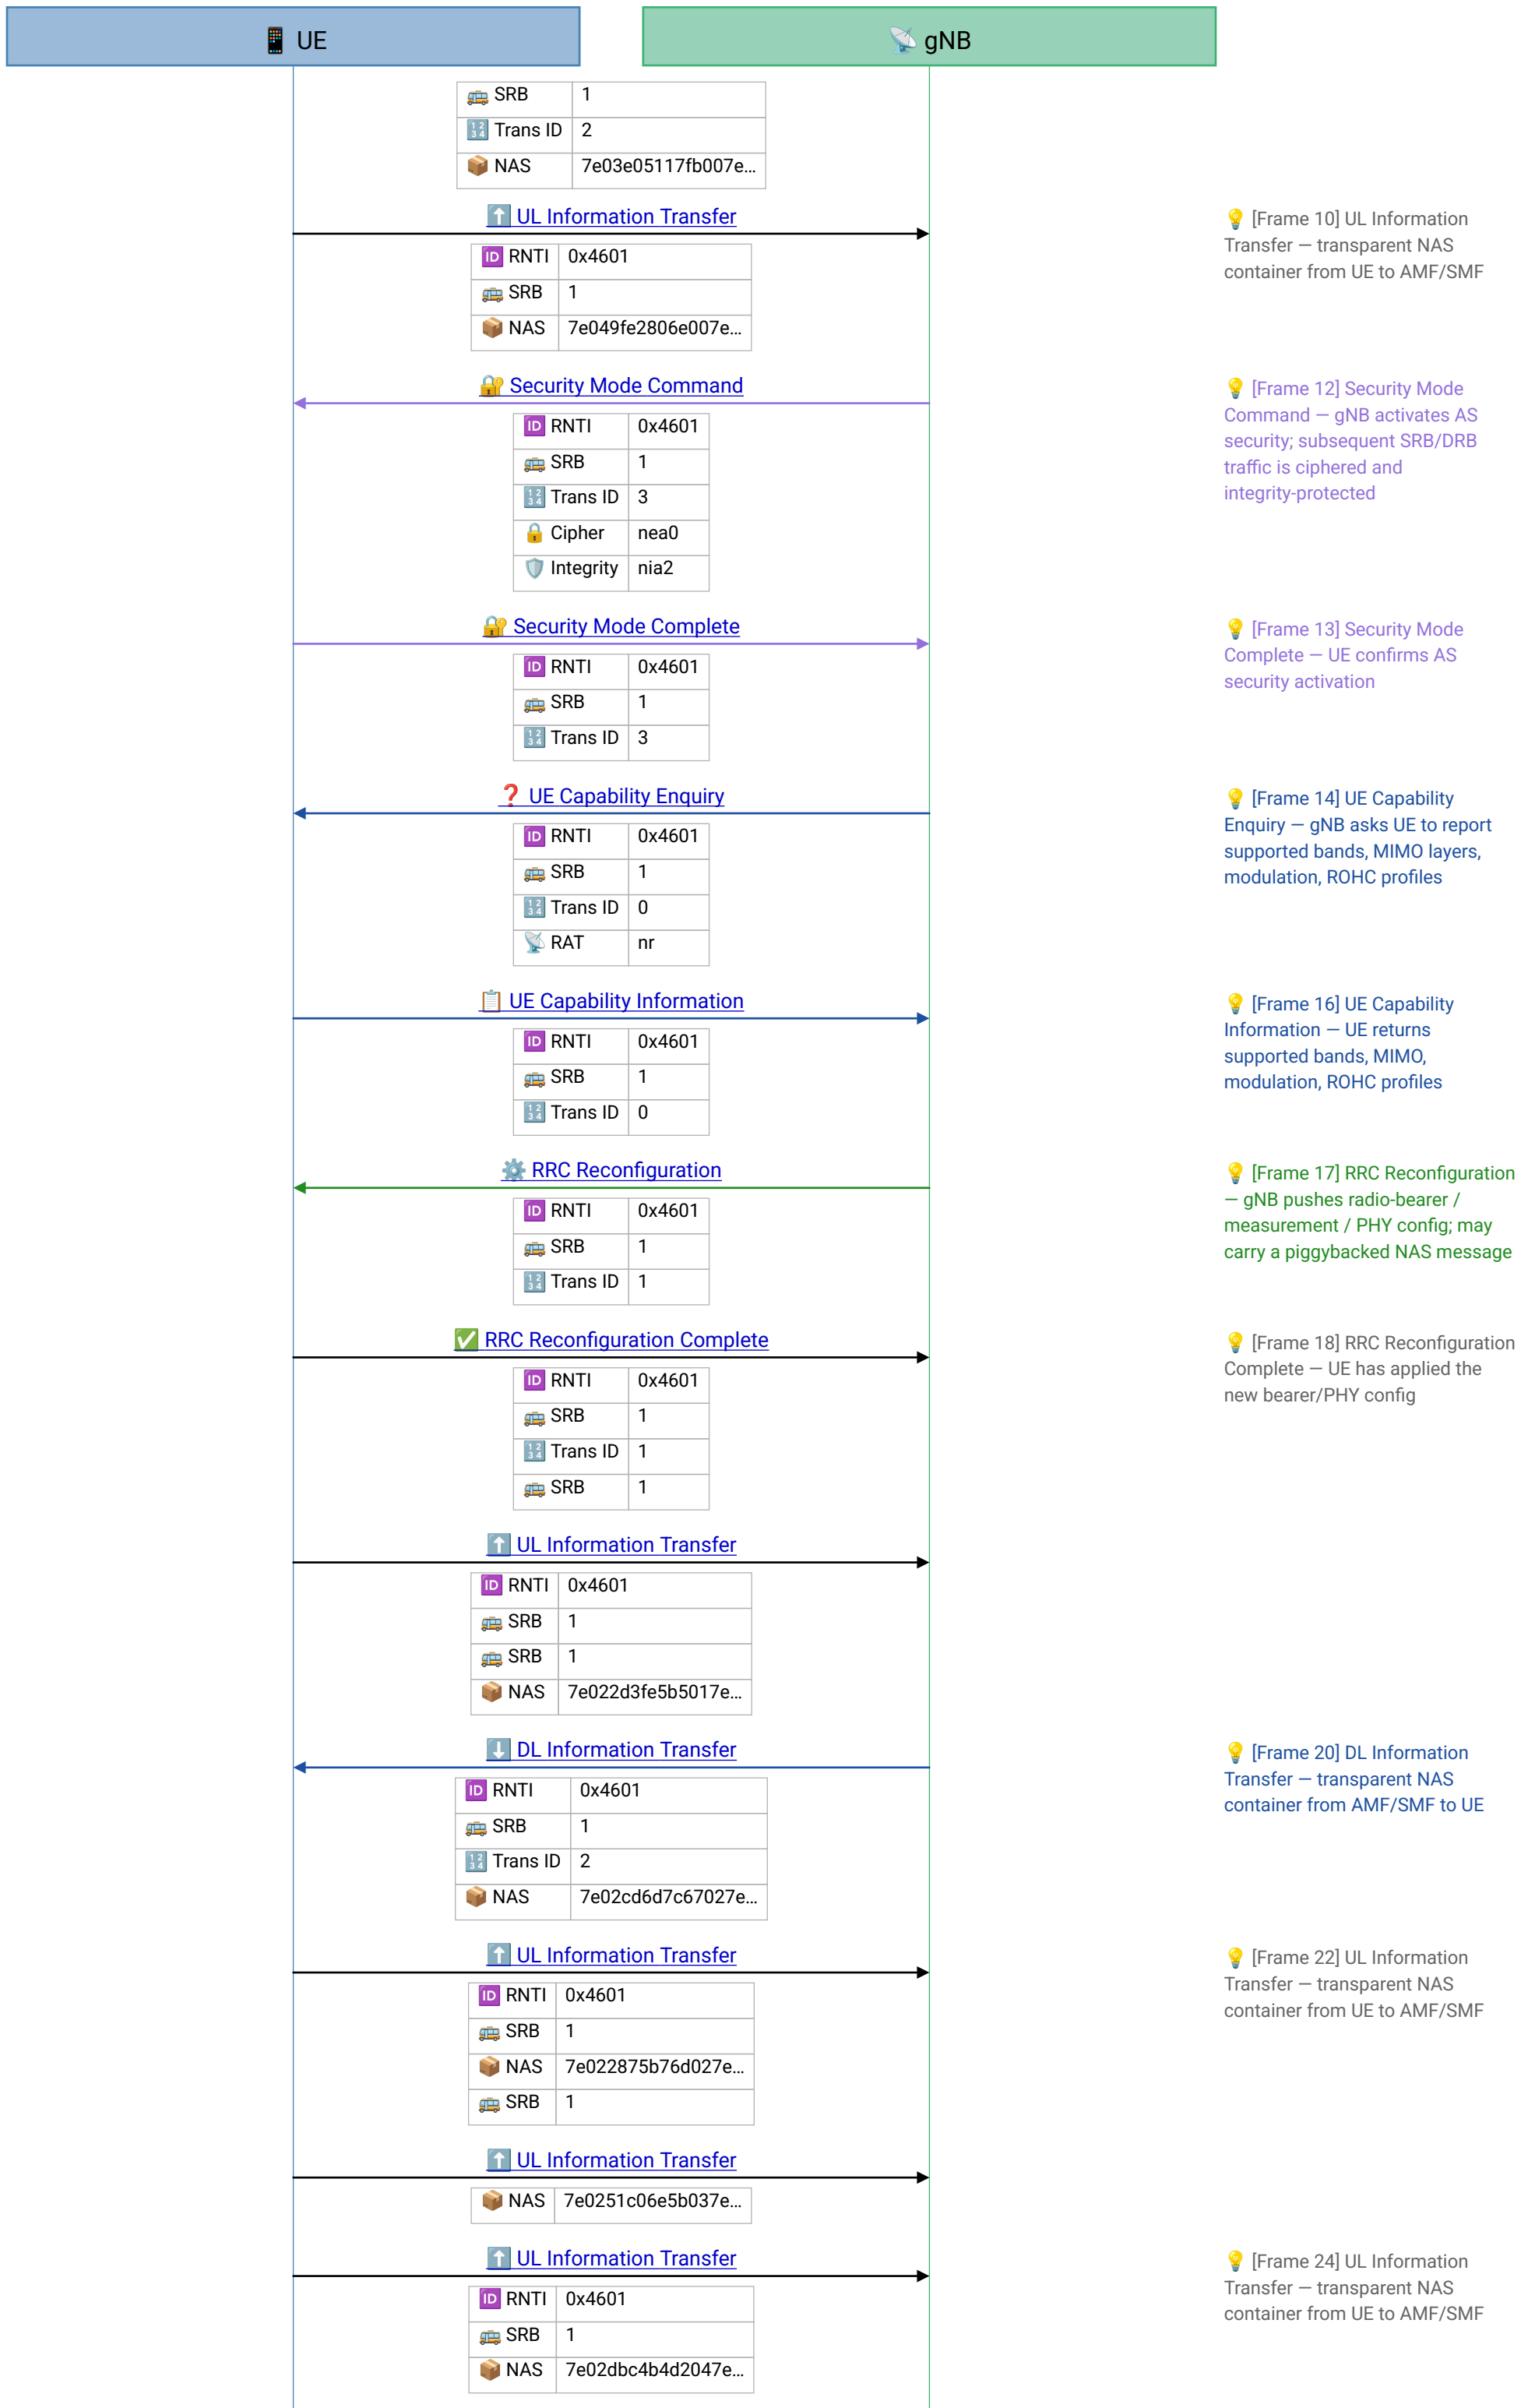 📱 UE
📡 gNB
🚌 SRB 1
🔢 Trans ID 2
📦 NAS 7e03e05117fb007e…
⬆️ UL Information Transfer
💡 [Frame 10] UL Information
Transfer — transparent NAS
container from UE to AMF/SMF
🆔 RNTI 0x4601
🚌 SRB 1
📦 NAS 7e049fe2806e007e…
🔐 Security Mode Command
💡 [Frame 12] Security Mode
Command — gNB activates AS
security; subsequent SRB/DRB
traffic is ciphered and
integrity-protected
🆔 RNTI 0x4601
🚌 SRB 1
🔢 Trans ID 3
🔒 Cipher nea0
🛡️ Integrity nia2
🔐 Security Mode Complete
💡 [Frame 13] Security Mode
Complete — UE confirms AS
security activation
🆔 RNTI 0x4601
🚌 SRB 1
🔢 Trans ID 3
❓ UE Capability Enquiry
💡 [Frame 14] UE Capability
Enquiry — gNB asks UE to report
supported bands, MIMO layers,
modulation, ROHC profiles
🆔 RNTI 0x4601
🚌 SRB 1
🔢 Trans ID 0
📡 RAT nr
📋 UE Capability Information
💡 [Frame 16] UE Capability
Information — UE returns
supported bands, MIMO,
modulation, ROHC profiles
🆔 RNTI 0x4601
🚌 SRB 1
🔢 Trans ID 0
⚙️ RRC Reconfiguration
💡 [Frame 17] RRC Reconfiguration
— gNB pushes radio-bearer /
measurement / PHY config; may
carry a piggybacked NAS message
🆔 RNTI 0x4601
🚌 SRB 1
🔢 Trans ID 1
✅ RRC Reconfiguration Complete
💡 [Frame 18] RRC Reconfiguration
Complete — UE has applied the
new bearer/PHY config
🆔 RNTI 0x4601
🚌 SRB 1
🔢 Trans ID 1
🚌 SRB 1
⬆️ UL Information Transfer
🆔 RNTI 0x4601
🚌 SRB 1
🚌 SRB 1
📦 NAS 7e022d3fe5b5017e…
⬇️ DL Information Transfer
💡 [Frame 20] DL Information
Transfer — transparent NAS
container from AMF/SMF to UE
🆔 RNTI 0x4601
🚌 SRB 1
🔢 Trans ID 2
📦 NAS 7e02cd6d7c67027e…
⬆️ UL Information Transfer
💡 [Frame 22] UL Information
Transfer — transparent NAS
container from UE to AMF/SMF
🆔 RNTI 0x4601
🚌 SRB 1
📦 NAS 7e022875b76d027e…
🚌 SRB 1
⬆️ UL Information Transfer
📦 NAS 7e0251c06e5b037e…
⬆️ UL Information Transfer
💡 [Frame 24] UL Information
Transfer — transparent NAS
container from UE to AMF/SMF
🆔 RNTI 0x4601
🚌 SRB 1
📦 NAS 7e02dbc4b4d2047e…